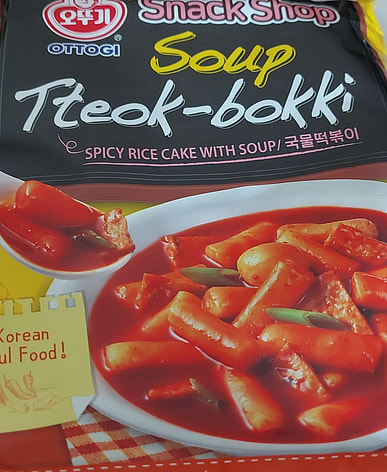 Snack Shop
오뚜기
OTTOGI
Soup
Tteok-bokki
SPICY RICE CAKE WITH SOUP/국물떡볶이
Korean
ul Food!